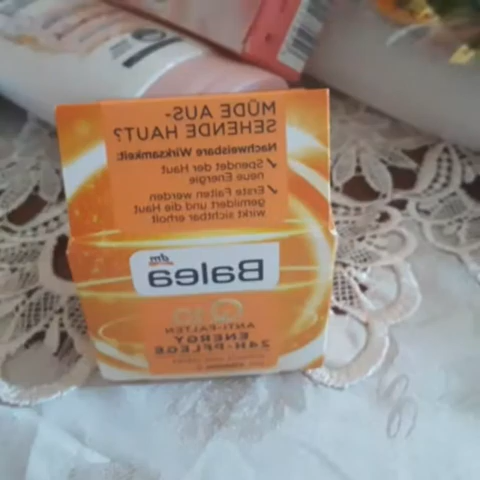 MÜDE AUS-
SEHENDE HAUT?
Nachweisbare Wirksamkeit:
✓ Spendet der Haut
neue Energie
✓ Erste Falten werden
gemildert und die Haut
wirkt sichtbar erholt
dm
Balea
Q10
ANTI-FALTEN
ENERGY
24H-PFLEGE